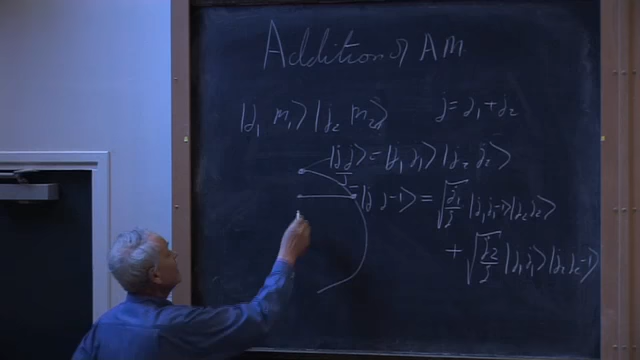 Addition of AM
|j₁ m₁⟩|j₂ m₂⟩ j = j₁ + j₂
|j j⟩ = |j₁ j₁⟩|j₂ j₂⟩
|j j-1⟩ = √(j₁/J) |j₁ j₁-1⟩|j₂ j₂⟩
+ √(j₂/J) |j₁ j₁⟩|j₂ j₂-1⟩